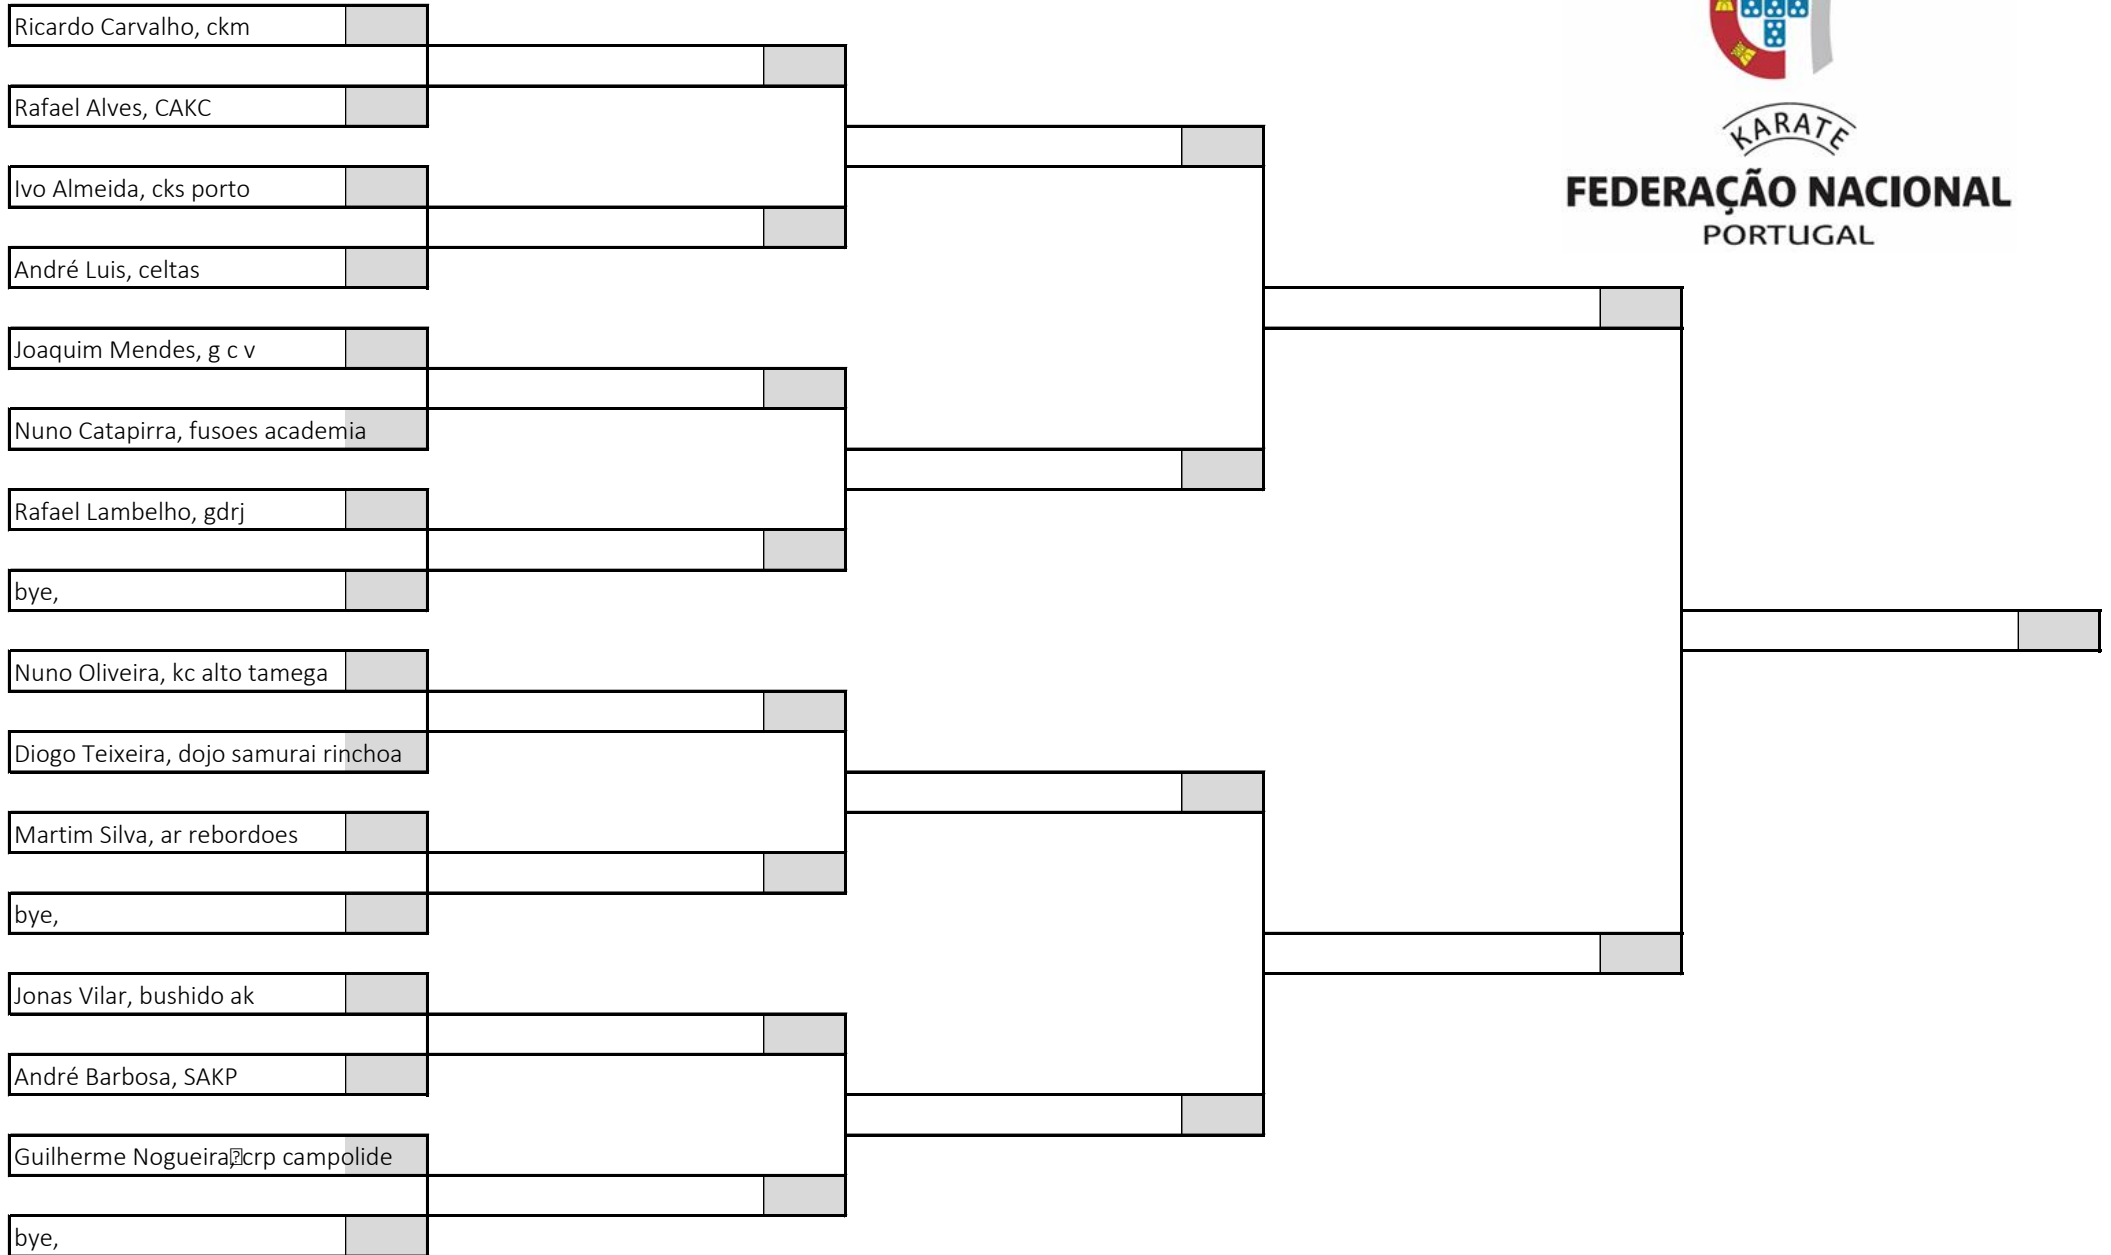 Ricardo Carvalho, ckm
Rafael Alves, CAKC
Ivo Almeida, cks porto
André Luis, celtas
Joaquim Mendes, g c v
Nuno Catapirra, fusoes academia
Rafael Lambelho, gdrj
bye,
Nuno Oliveira, kc alto tamega
Diogo Teixeira, dojo samurai rinchoa
Martim Silva, ar rebordoes
bye,
Jonas Vilar, bushido ak
André Barbosa, SAKP
Guilherme Nogueira, crp campolide
bye,
KARATE
FEDERAÇÃO NACIONAL
PORTUGAL